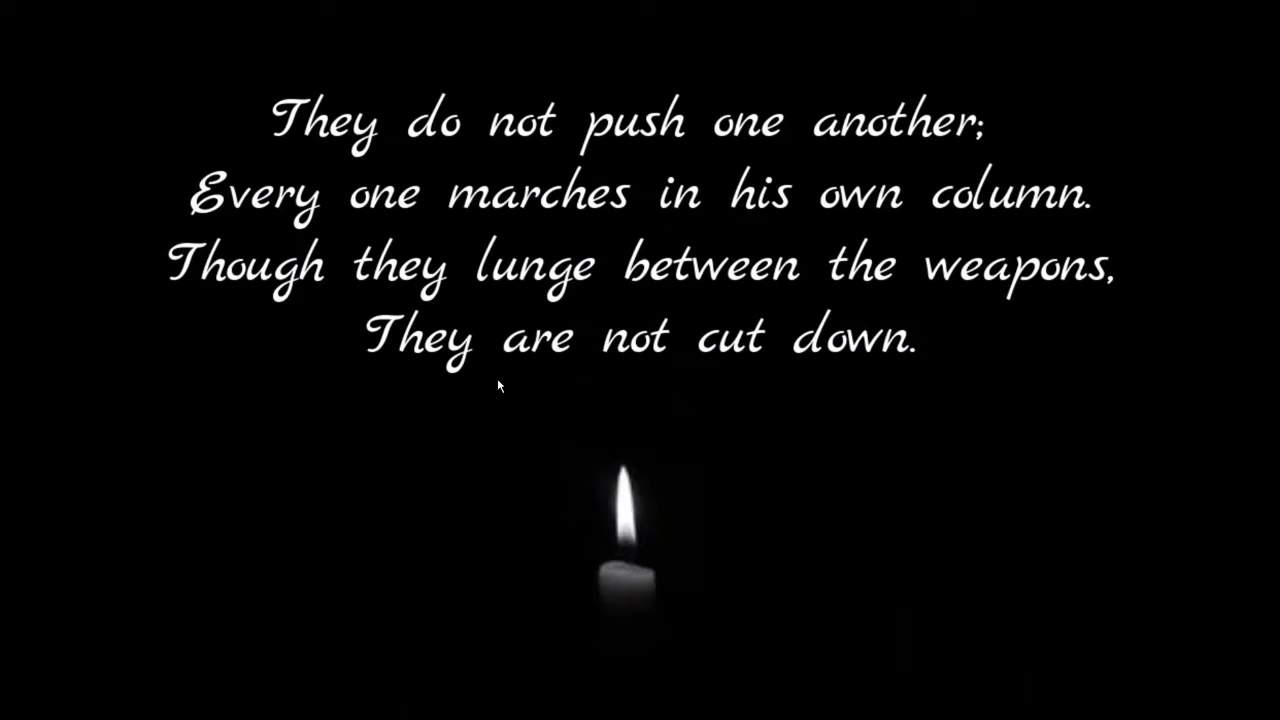 They do not push one another;
Every one marches in his own column.
Though they lunge between the weapons,
They are not cut down.